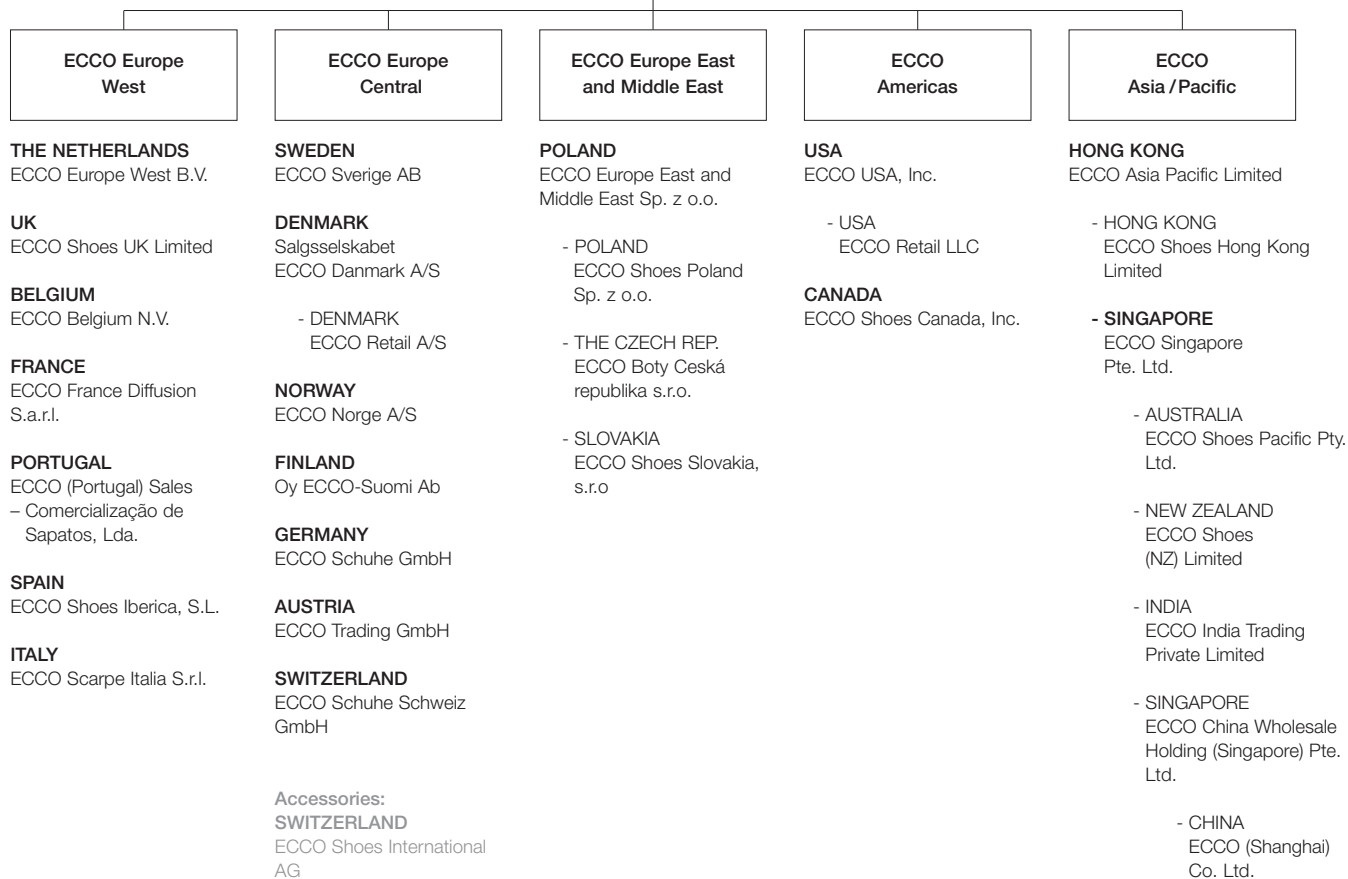 ECCO Europe
West
ECCO Europe
Central
ECCO Europe East
and Middle East
ECCO
Americas
ECCO
Asia / Pacific
THE NETHERLANDS
ECCO Europe West B.V.
UK
ECCO Shoes UK Limited
BELGIUM
ECCO Belgium N.V.
FRANCE
ECCO France Diffusion
S.a.r.l.
PORTUGAL
ECCO (Portugal) Sales
– Comercialização de
Sapatos, Lda.
SPAIN
ECCO Shoes Iberica, S.L.
ITALY
ECCO Scarpe Italia S.r.l.
SWEDEN
ECCO Sverige AB
DENMARK
Salgsselskabet
ECCO Danmark A/S
- DENMARK
ECCO Retail A/S
NORWAY
ECCO Norge A/S
FINLAND
Oy ECCO-Suomi Ab
GERMANY
ECCO Schuhe GmbH
AUSTRIA
ECCO Trading GmbH
SWITZERLAND
ECCO Schuhe Schweiz
GmbH
Accessories:
SWITZERLAND
ECCO Shoes International
AG
POLAND
ECCO Europe East and
Middle East Sp. z o.o.
- POLAND
ECCO Shoes Poland
Sp. z o.o.
- THE CZECH REP.
ECCO Boty Ceská
republika s.r.o.
- SLOVAKIA
ECCO Shoes Slovakia,
s.r.o
USA
ECCO USA, Inc.
- USA
ECCO Retail LLC
CANADA
ECCO Shoes Canada, Inc.
HONG KONG
ECCO Asia Pacific Limited
- HONG KONG
ECCO Shoes Hong Kong
Limited
- SINGAPORE
ECCO Singapore
Pte. Ltd.
- AUSTRALIA
ECCO Shoes Pacific Pty.
Ltd.
- NEW ZEALAND
ECCO Shoes
(NZ) Limited
- INDIA
ECCO India Trading
Private Limited
- SINGAPORE
ECCO China Wholesale
Holding (Singapore) Pte.
Ltd.
- CHINA
ECCO (Shanghai)
Co. Ltd.